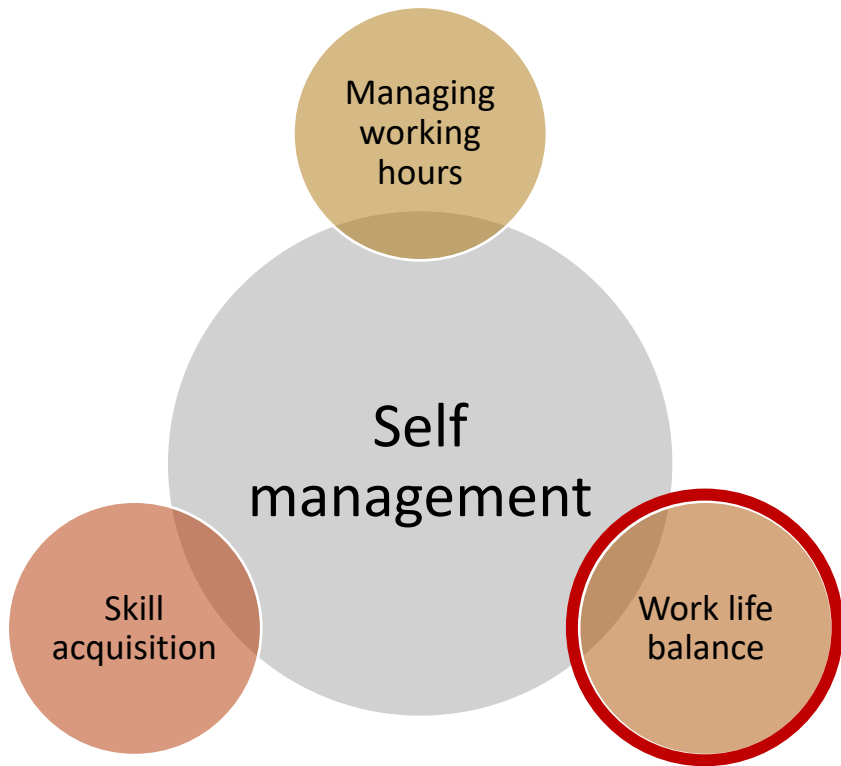 Managing
working
hours
Self
management
Skill
acquisition
Work life
balance